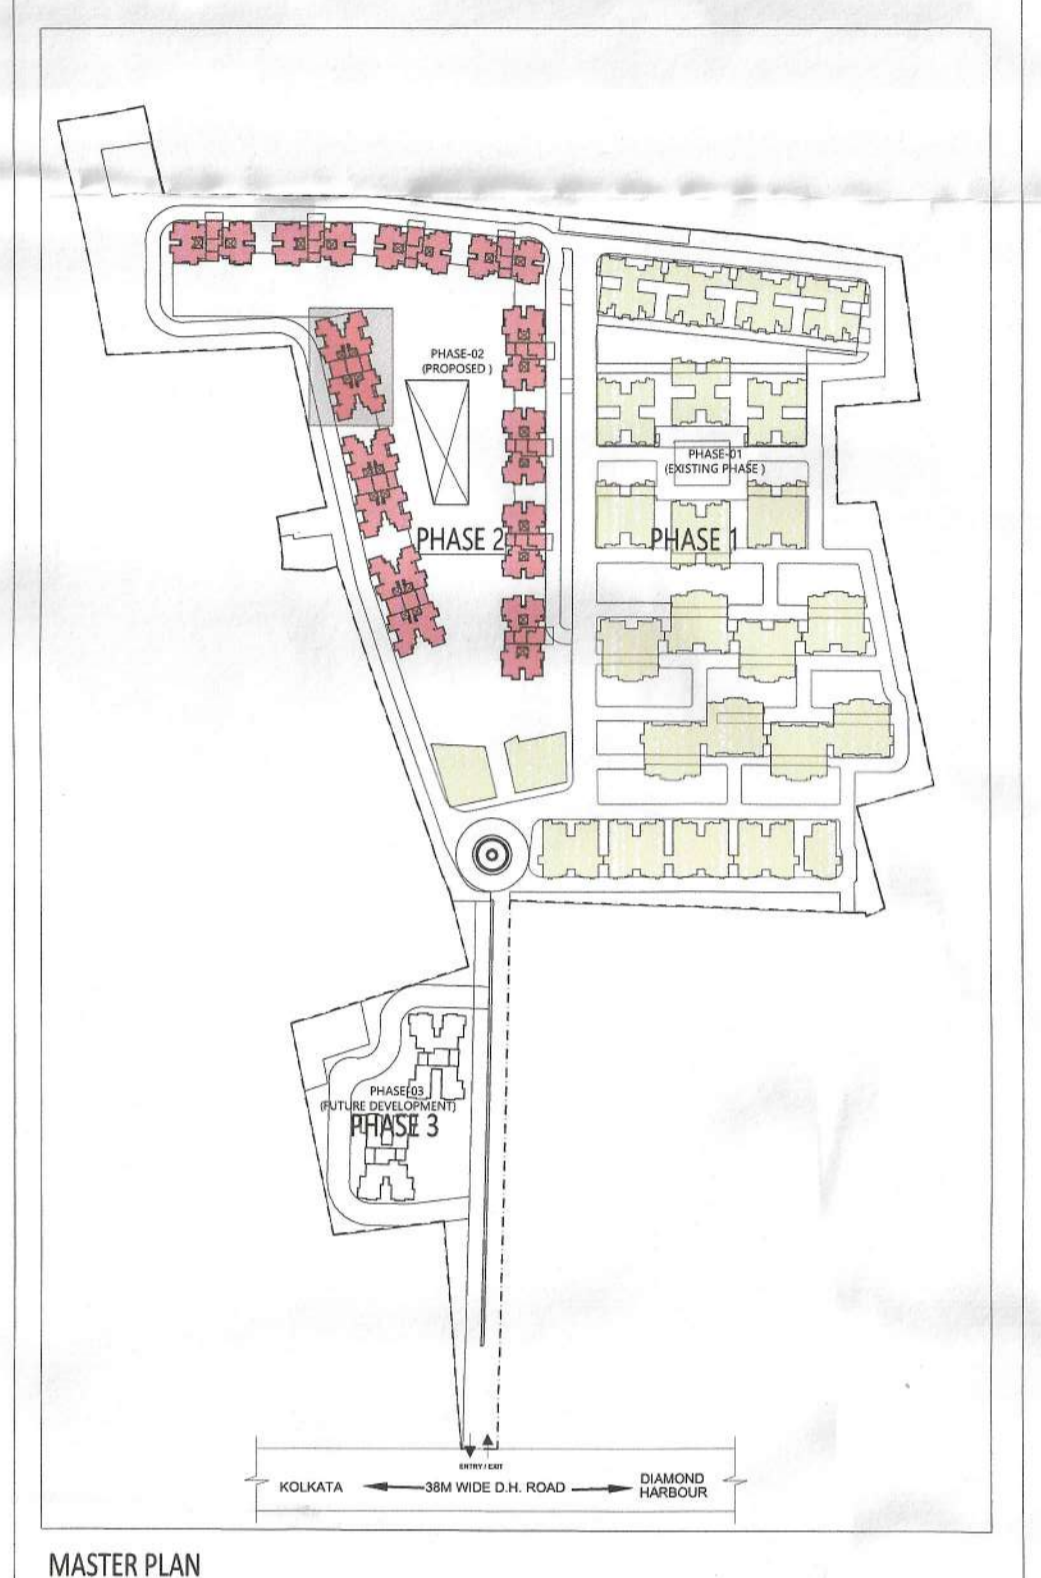 PHASE-02
(PROPOSED )
PHASE-01
(EXISTING PHASE )
PHASE 2
PHASE 1
PHASE-03
(FUTURE DEVELOPMENT)
PHASE 3
ENTRY / EXIT
KOLKATA
38M WIDE D.H. ROAD
DIAMOND
HARBOUR
MASTER PLAN